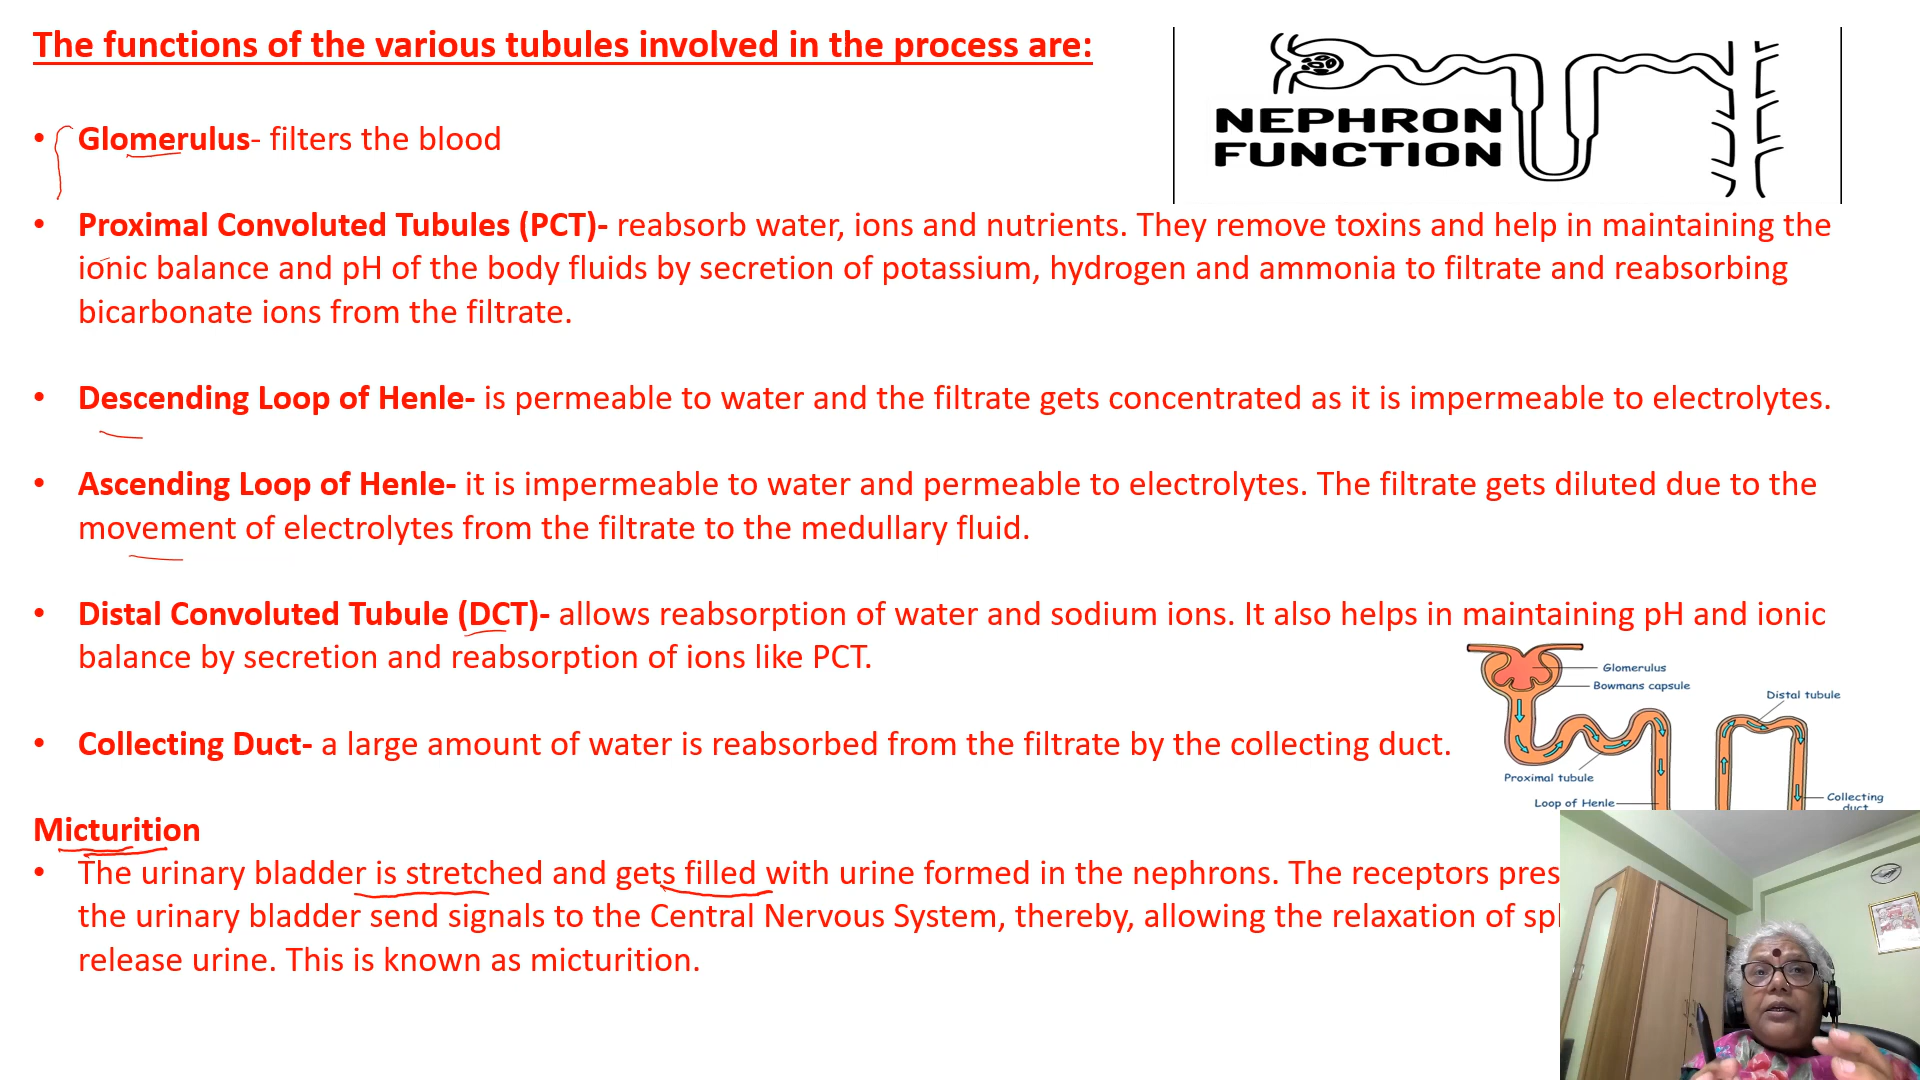 The functions of the various tubules involved in the process are:
NEPHRON
FUNCTION
• Glomerulus- filters the blood
• Proximal Convoluted Tubules (PCT)- reabsorb water, ions and nutrients. They remove toxins and help in maintaining the
ionic balance and pH of the body fluids by secretion of potassium, hydrogen and ammonia to filtrate and reabsorbing
bicarbonate ions from the filtrate.
• Descending Loop of Henle- is permeable to water and the filtrate gets concentrated as it is impermeable to electrolytes.
• Ascending Loop of Henle- it is impermeable to water and permeable to electrolytes. The filtrate gets diluted due to the
movement of electrolytes from the filtrate to the medullary fluid.
• Distal Convoluted Tubule (DCT)- allows reabsorption of water and sodium ions. It also helps in maintaining pH and ionic
balance by secretion and reabsorption of ions like PCT.
• Collecting Duct- a large amount of water is reabsorbed from the filtrate by the collecting duct.
Glomerulus
Bowmans capsule
Distal tubule
Proximal tubule
Loop of Henle
Collecting
duct
Micturition
• The urinary bladder is stretched and gets filled with urine formed in the nephrons. The receptors
the urinary bladder send signals to the Central Nervous System, thereby, allowing the relaxation of
release urine. This is known as micturition.